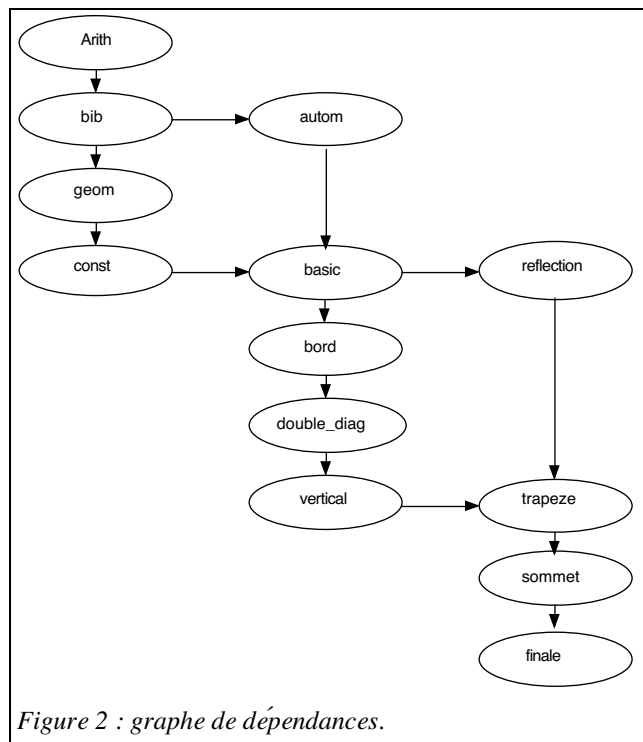 Arith
bib
autom
geom
const
basic
reflection
bord
double_diag
vertical
trapeze
sommet
finale
Figure 2 : graphe de dépendances.